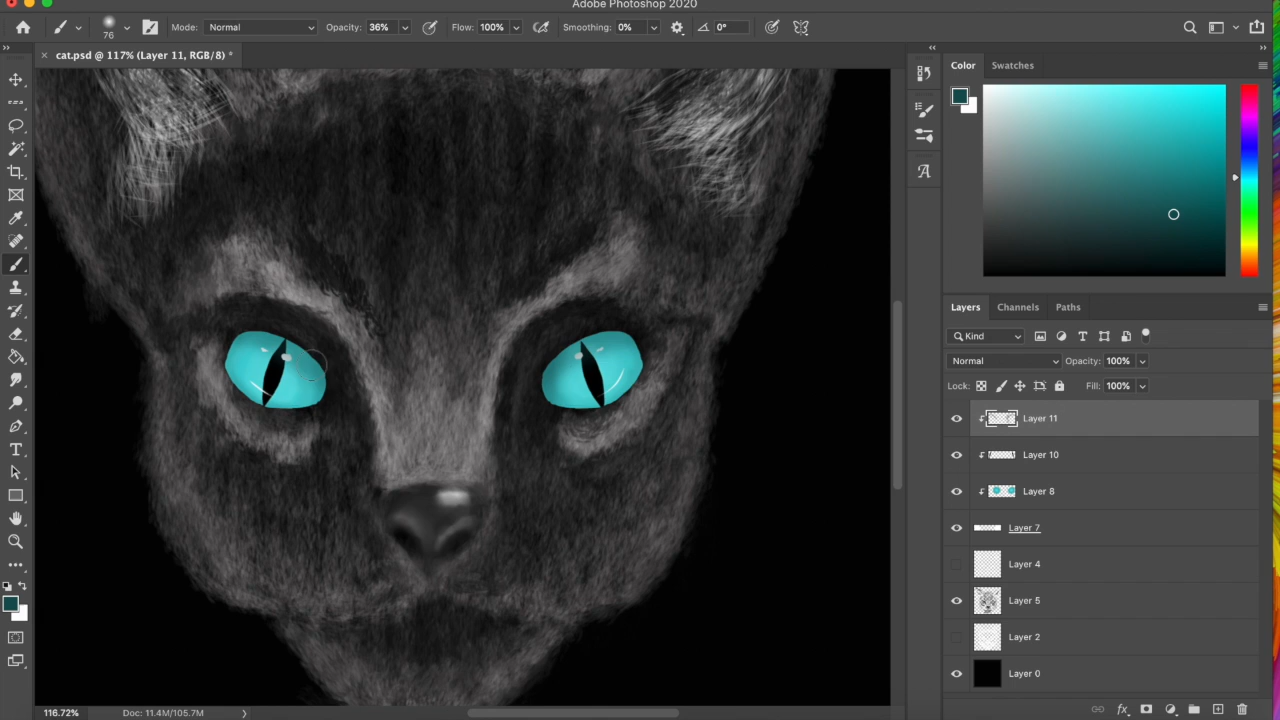 Adobe Photoshop 2020
76 Mode: Normal Opacity: 36% Flow: 100% Smoothing: 0% 0°
cat.psd @ 117% (Layer 11, RGB/8) *
Color Swatches
Layers Channels Paths
Kind
Normal Opacity: 100%
Lock: Fill: 100%
Layer 11
Layer 10
Layer 8
Layer 7
Layer 4
Layer 5
Layer 2
Layer 0
116.72% Doc: 11.4M/105.7M